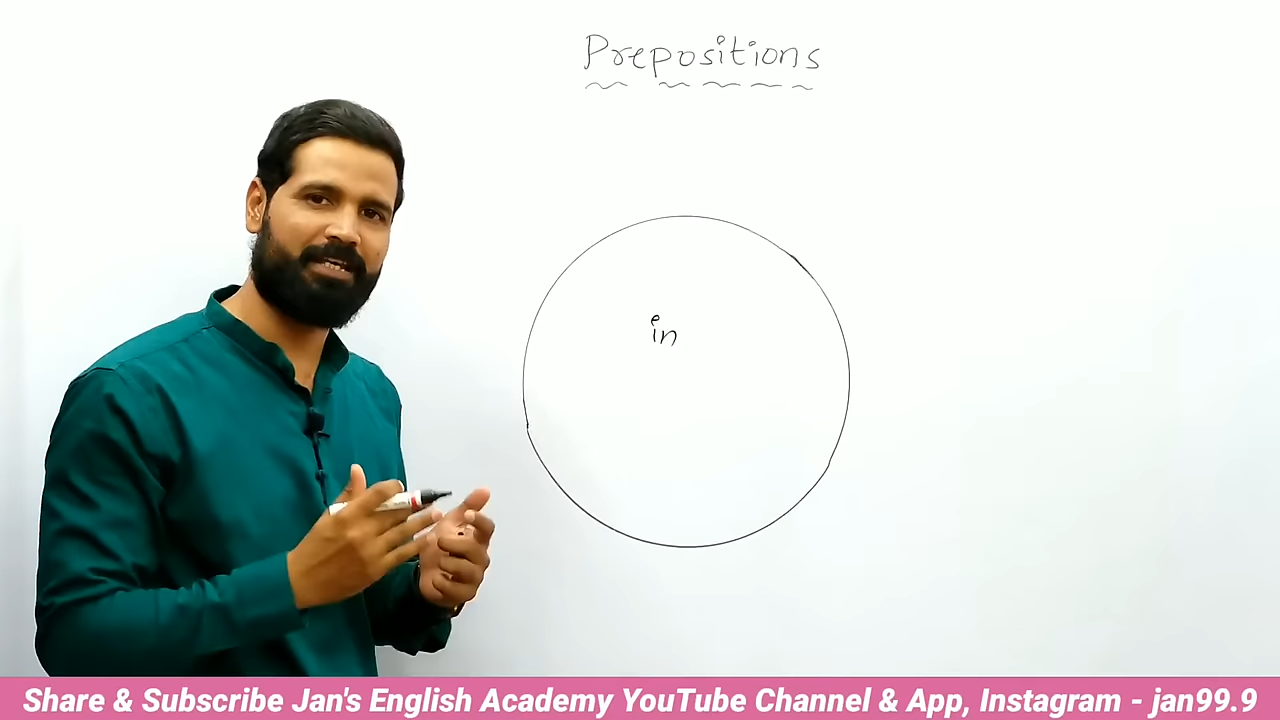 Prepositions
in
Share & Subscribe Jan's English Academy YouTube Channel & App, Instagram - jan99.9